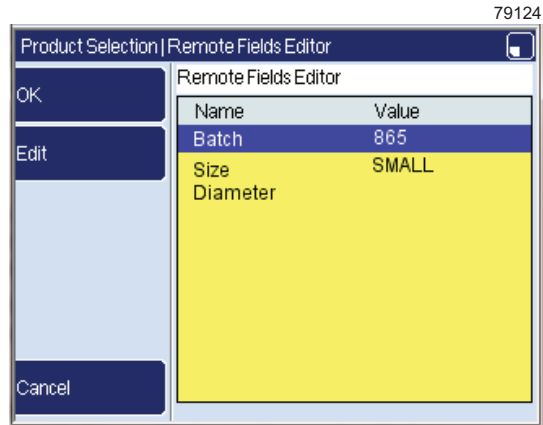 79124
Product Selection | Remote Fields Editor
OK
Edit
Cancel
Remote Fields Editor
Name Value
Batch 865
Size SMALL
Diameter